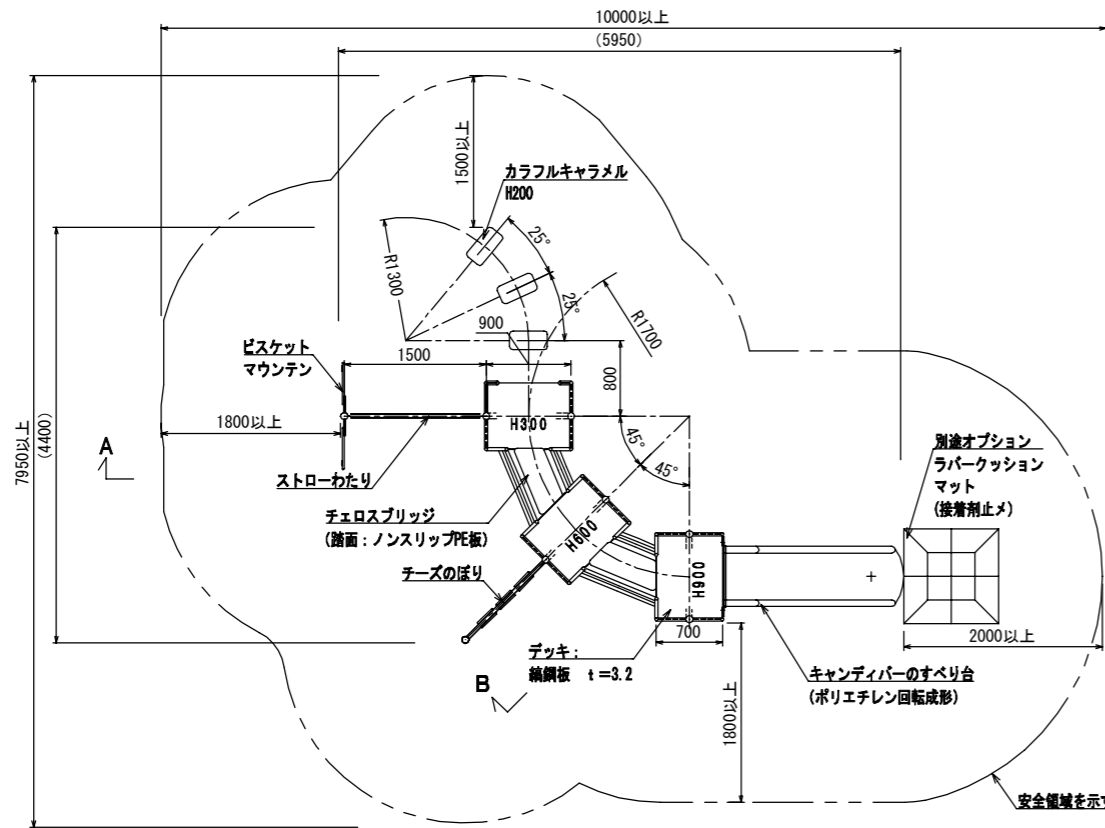 10000以上
(5950)
1500以上
カラフルキャラメル
H200
25°
25°
R1300
R1700
900
ビスケット
マウンテン
1500
800
7950以上
(4400)
1800以上
H300
45°
45°
A
ストローわたり
別途オプション
ラバークッション
マット
(接着剤止メ)
チェロスブリッジ
(踏面：ノンスリップPE板)
H600
H900
チーズのぼり
700
2000以上
デッキ：
縞鋼板 t=3.2
B
キャンディバーのすべり台
(ポリエチレン回転成形)
1800以上
安全領域を示